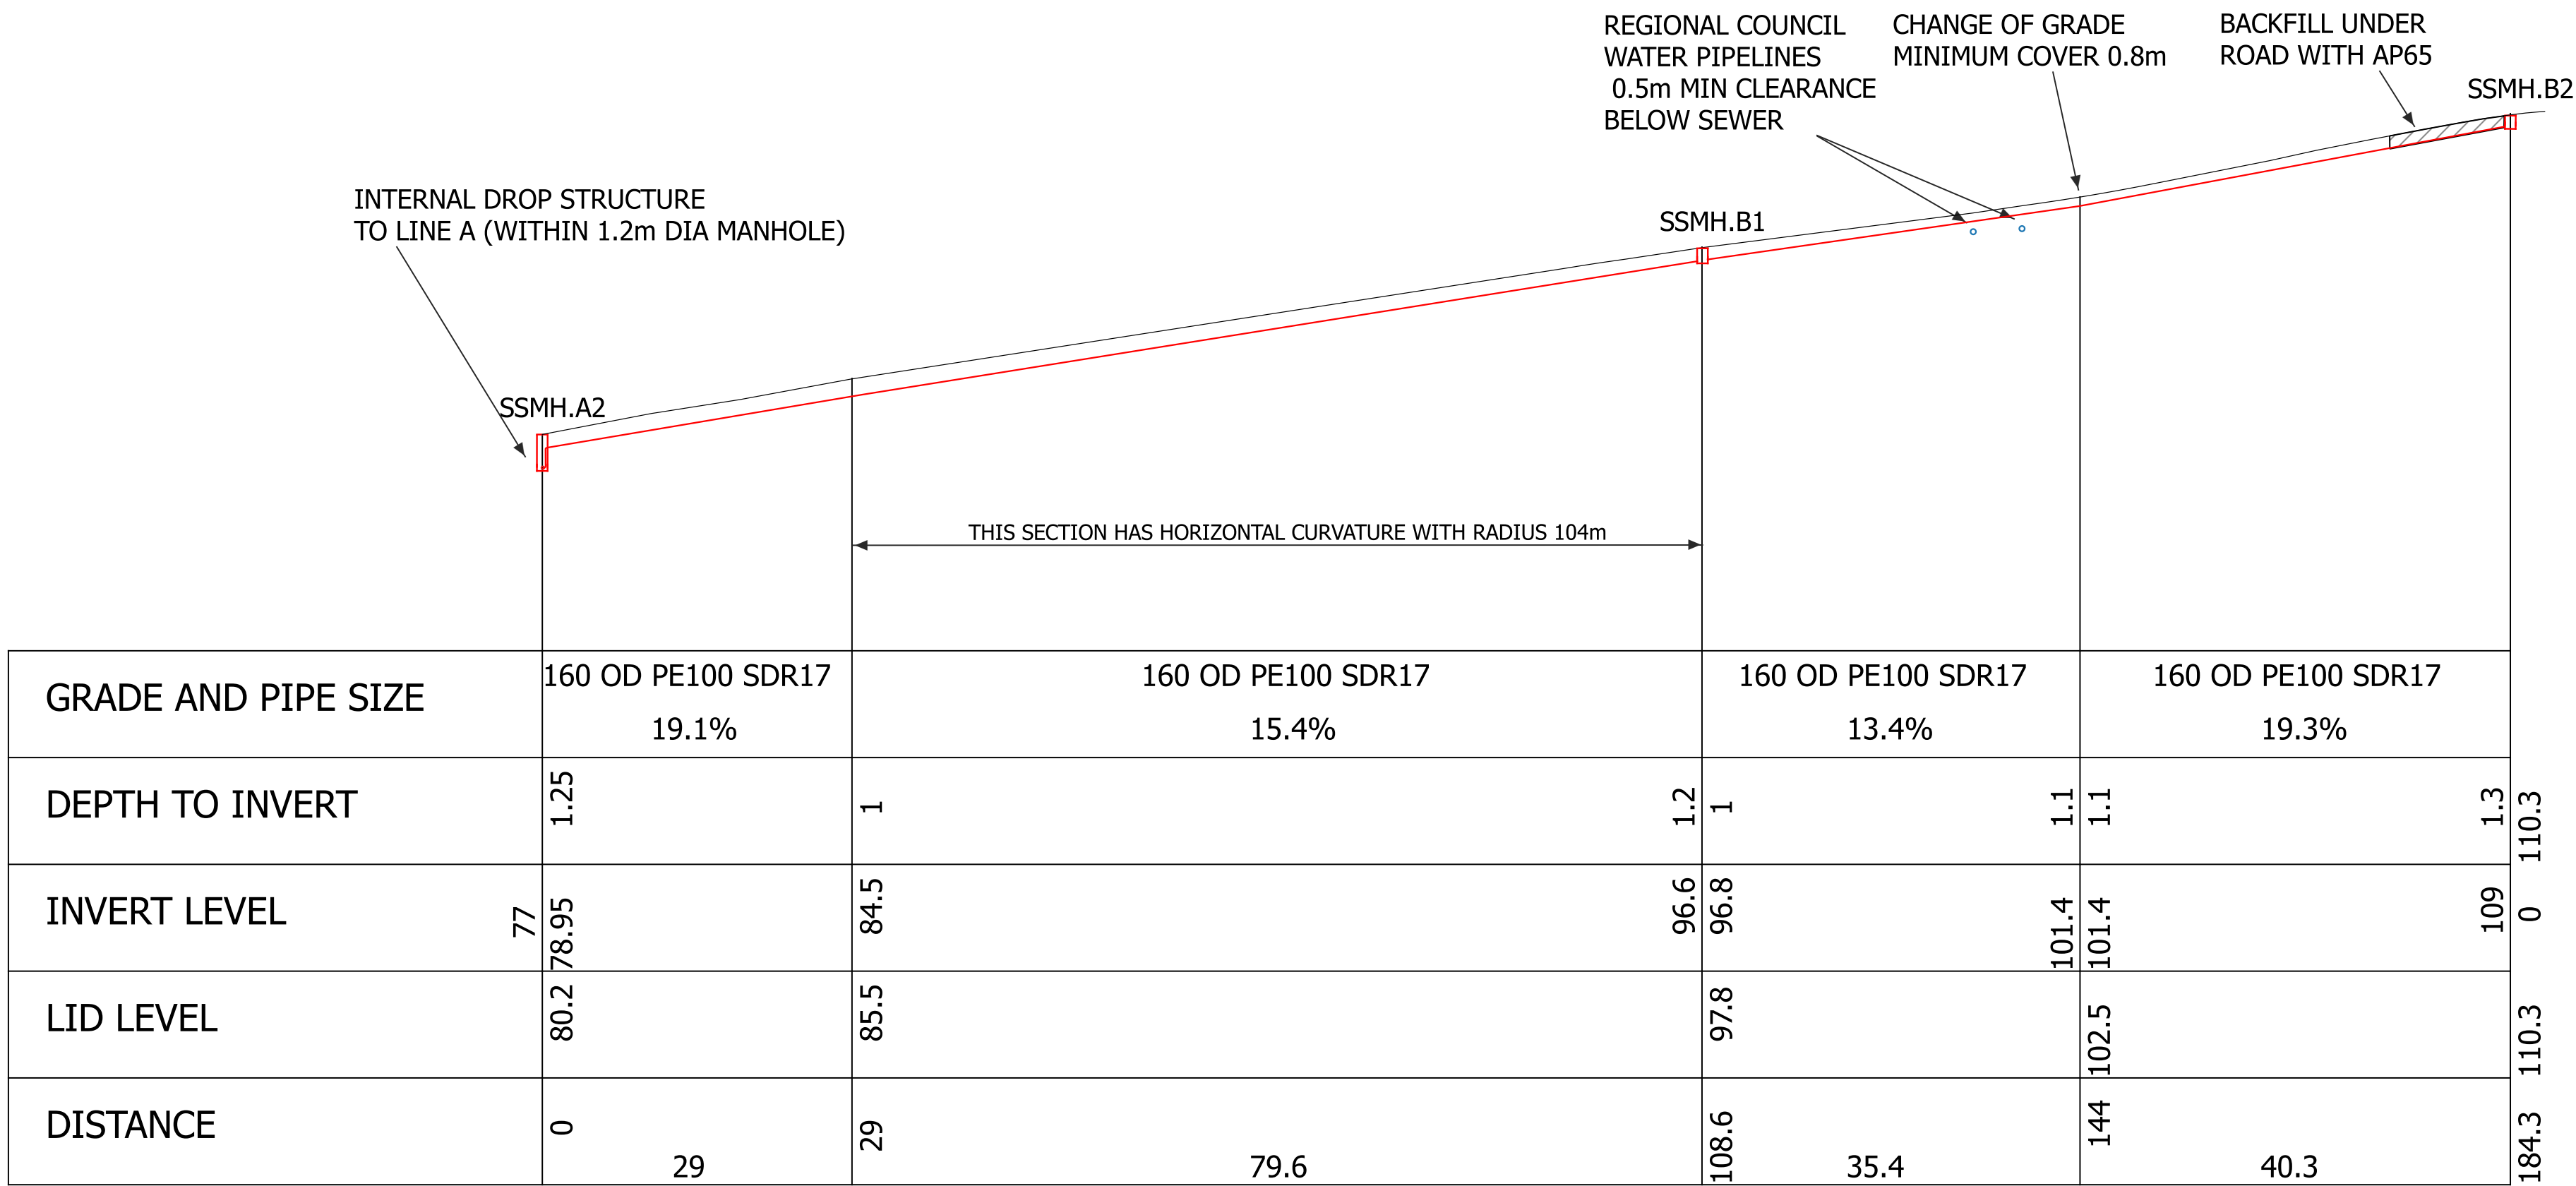 REGIONAL COUNCIL
WATER PIPELINES
0.5m MIN CLEARANCE
BELOW SEWER
CHANGE OF GRADE
MINIMUM COVER 0.8m
BACKFILL UNDER
ROAD WITH AP65
SSMH.B2
INTERNAL DROP STRUCTURE
TO LINE A (WITHIN 1.2m DIA MANHOLE)
SSMH.B1
SSMH.A2
THIS SECTION HAS HORIZONTAL CURVATURE WITH RADIUS 104m
GRADE AND PIPE SIZE
160 OD PE100 SDR17
19.1%
160 OD PE100 SDR17
15.4%
160 OD PE100 SDR17
13.4%
160 OD PE100 SDR17
19.3%
DEPTH TO INVERT
1.25
1
1.2
1
1.1
1.1
1.3
110.3
INVERT LEVEL
77
78.95
84.5
96.6
96.8
101.4
101.4
109
0
LID LEVEL
80.2
85.5
97.8
102.5
110.3
DISTANCE
0
29
29
79.6
108.6
35.4
144
40.3
184.3